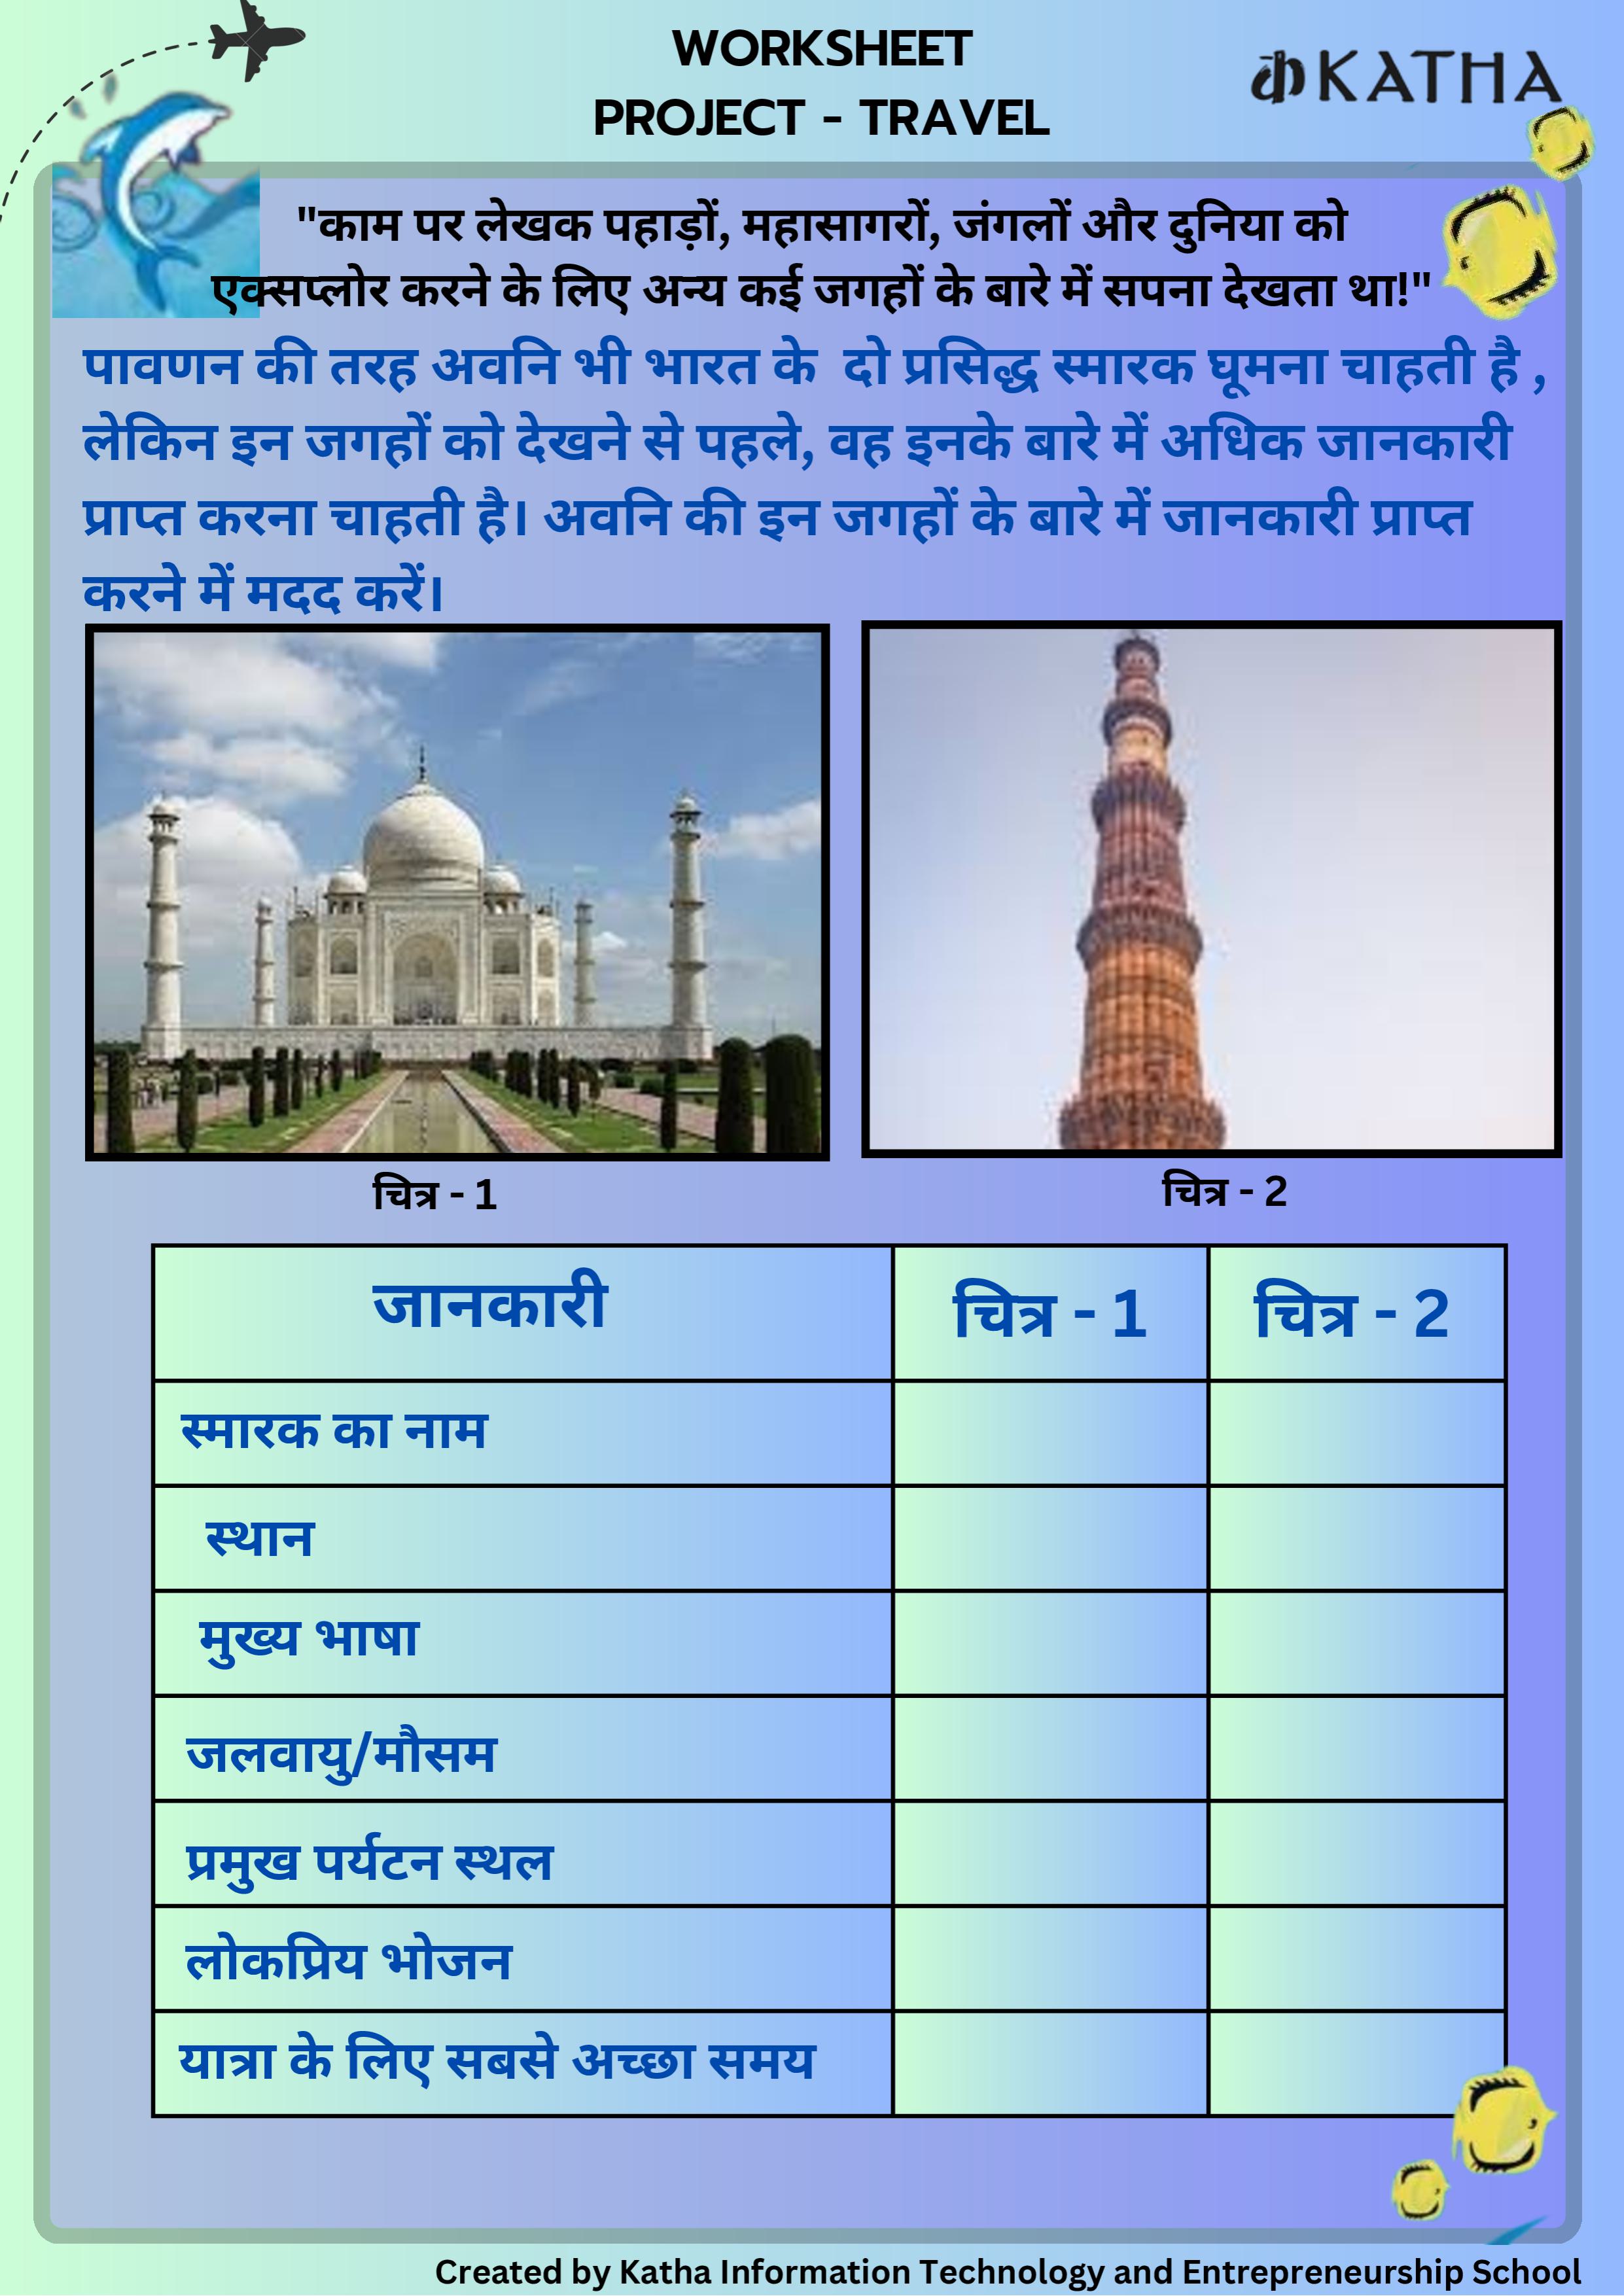 WORKSHEET
PROJECT - TRAVEL
कKATHA
"काम पर लेखक पहाड़ों, महासागरों, जंगलों और दुनिया को
एक्सप्लोर करने के लिए अन्य कई जगहों के बारे में सपना देखता था!"
पावणन की तरह अवनि भी भारत के दो प्रसिद्ध स्मारक घूमना चाहती है ,
लेकिन इन जगहों को देखने से पहले, वह इनके बारे में अधिक जानकारी
प्राप्त करना चाहती है। अवनि की इन जगहों के बारे में जानकारी प्राप्त
करने में मदद करें।
चित्र - 1
चित्र - 2
जानकारी चित्र - 1 चित्र - 2
स्मारक का नाम
स्थान
मुख्य भाषा
जलवायु/मौसम
प्रमुख पर्यटन स्थल
लोकप्रिय भोजन
यात्रा के लिए सबसे अच्छा समय
Created by Katha Information Technology and Entrepreneurship School